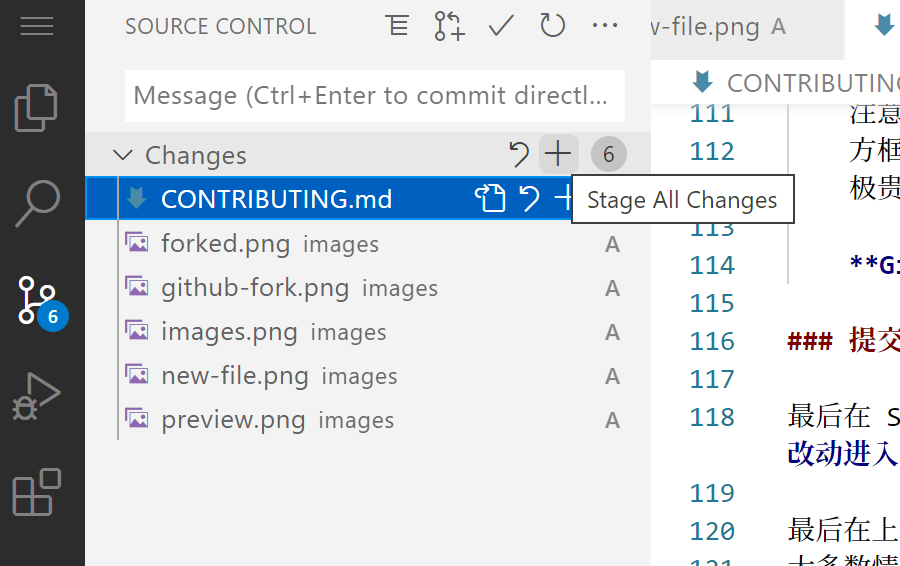 SOURCE CONTROL
Message (Ctrl+Enter to commit directl...
Changes
6
CONTRIBUTING.md
Stage All Changes
forked.png images A
github-fork.png images A
images.png images A
new-file.png images A
preview.png images A
6
w-file.png A
CONTRIBUTING
111 注意
112 方框
极贵
113
114 **Gi
115
116 ### 提交
117
118 最后在 S
改动进入
119
120 最后在上
121 大多数情